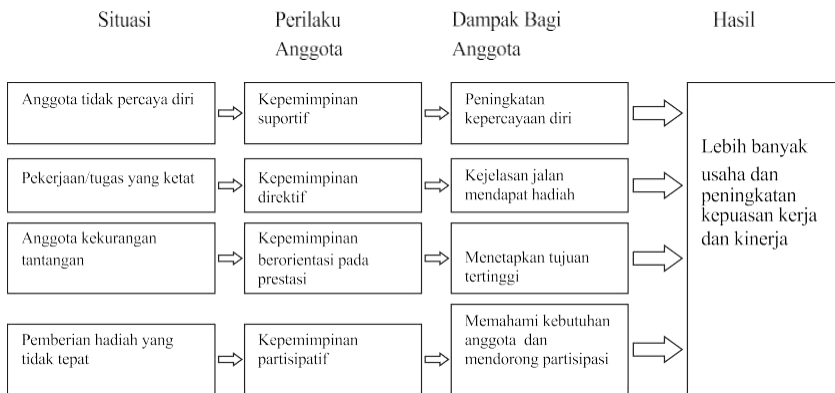 Situasi
Perilaku
Anggota
Dampak Bagi
Anggota
Hasil
Anggota tidak percaya diri
Kepemimpinan
suportif
Peningkatan
kepercayaan diri
Pekerjaan/tugas yang ketat
Kepemimpinan
direktif
Kejelasan jalan
mendapat hadiah
Anggota kekurangan
tantangan
Kepemimpinan
berorientasi pada
prestasi
Menetapkan tujuan
tertinggi
Pemberian hadiah yang
tidak tepat
Kepemimpinan
partisipatif
Memahami kebutuhan
anggota dan
mendorong partisipasi
Lebih banyak
usaha dan
peningkatan
kepuasan kerja
dan kinerja